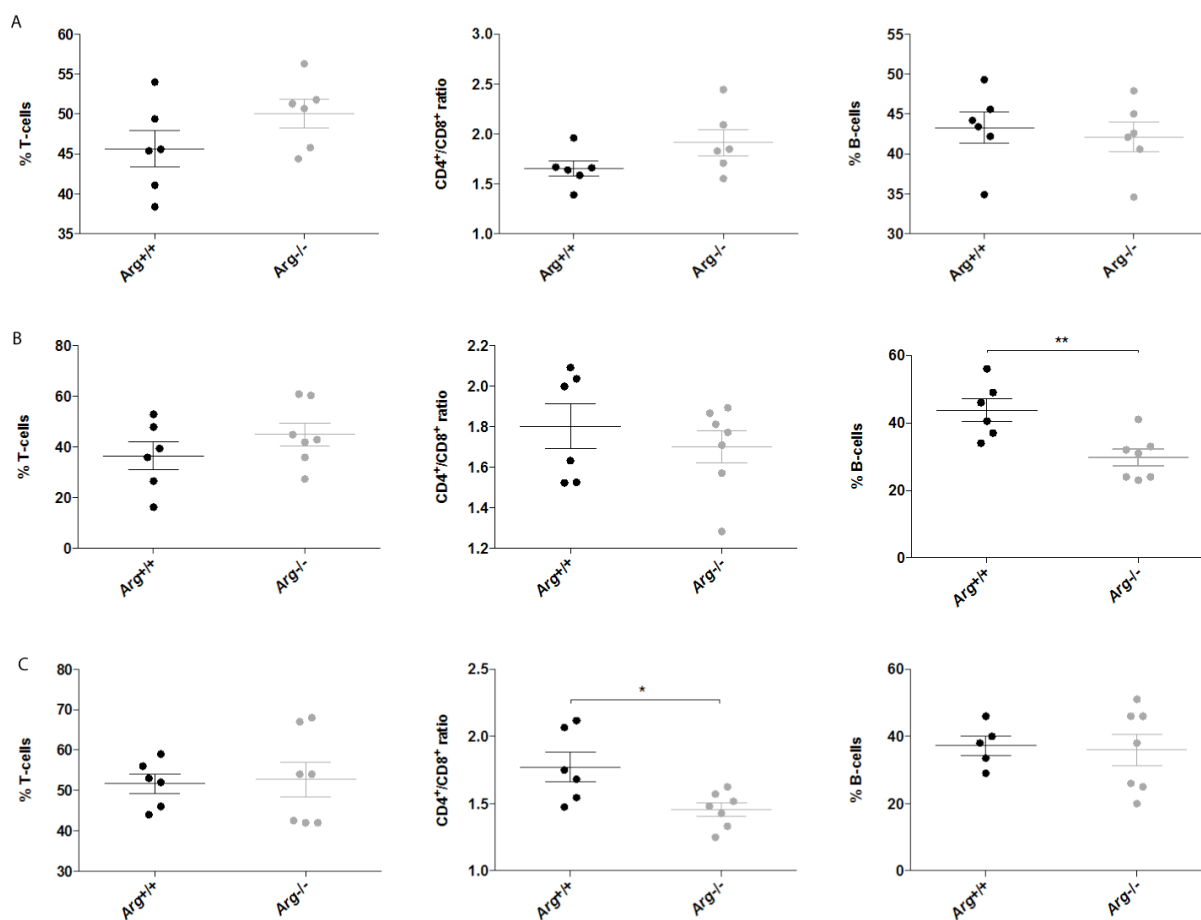 A
% T-cells
60
55
50
45
40
35
Arg+/+
Arg-/-
CD4+/CD8+ ratio
3.0
2.5
2.0
1.5
1.0
Arg+/+
Arg-/-
% B-cells
55
50
45
40
35
30
Arg+/+
Arg-/-
B
% T-cells
80
60
40
20
0
Arg+/+
Arg-/-
CD4+/CD8+ ratio
2.2
2.0
1.8
1.6
1.4
1.2
Arg+/+
Arg-/-
% B-cells
60
40
20
0
**
Arg+/+
Arg-/-
C
% T-cells
80
70
60
50
40
30
Arg+/+
Arg-/-
CD4+/CD8+ ratio
2.5
2.0
1.5
1.0
*
Arg+/+
Arg-/-
% B-cells
60
40
20
0
Arg+/+
Arg-/-